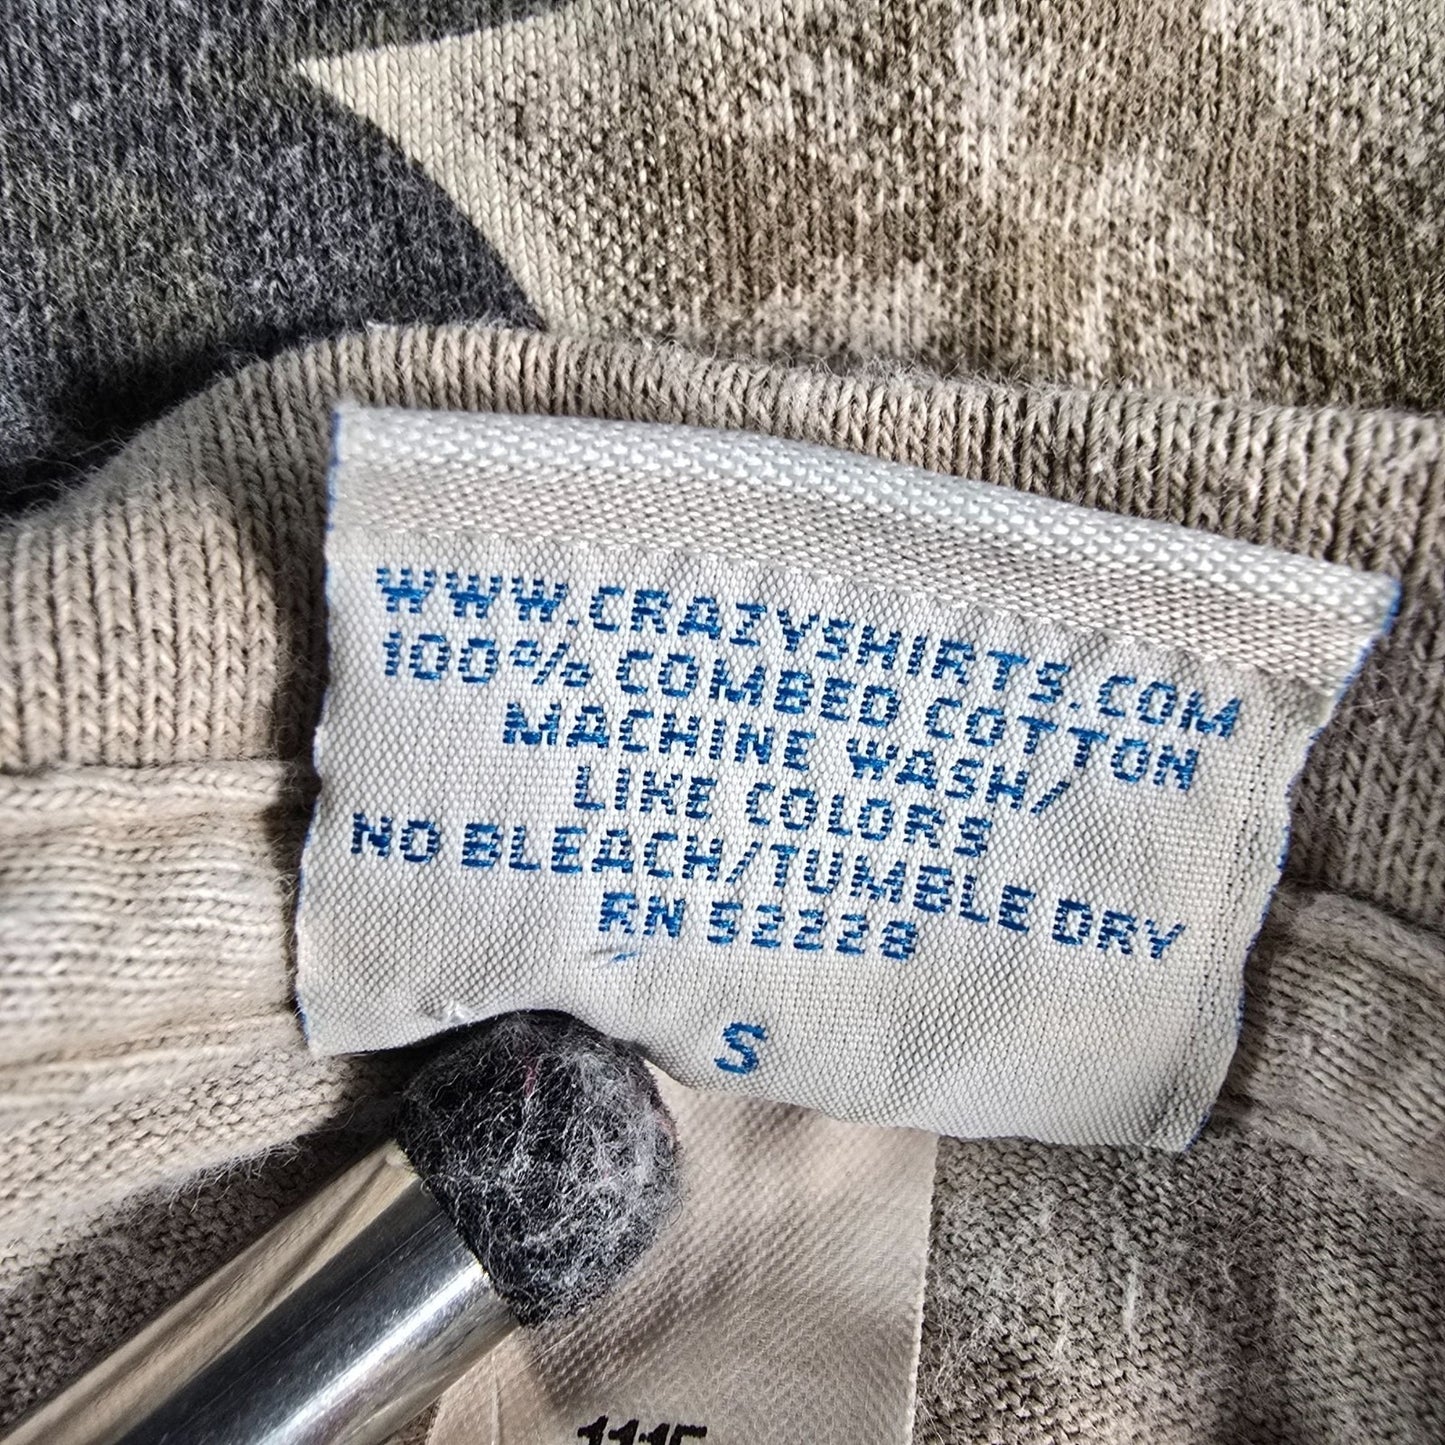 WWW.CRAZYSHIRTS.COM
100% COMBED COTTON
MACHINE WASH/
LIKE COLORS
NO BLEACH/TUMBLE DRY
RN 52228
S